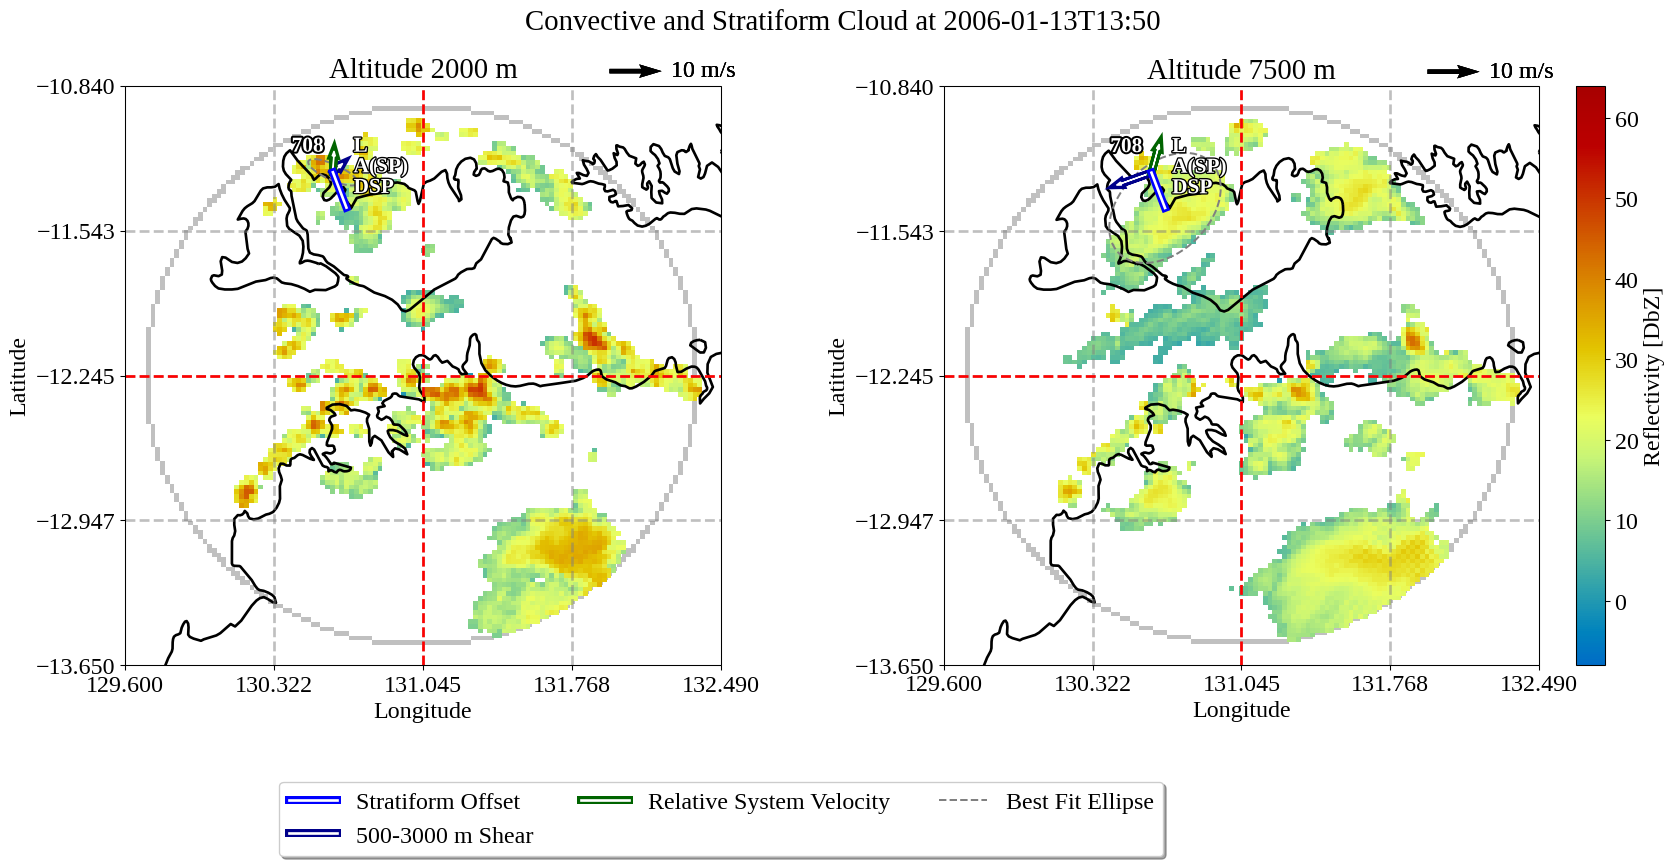 Convective and Stratiform Cloud at 2006-01-13T13:50
Altitude 2000 m
10 m/s
Altitude 7500 m
10 m/s
−10.840
−11.543
−12.245
−12.947
−13.650
129.600
130.322
131.045
131.768
132.490
Latitude
Longitude
708
L
A(SP)
DSP
−10.840
−11.543
−12.245
−12.947
−13.650
129.600
130.322
131.045
131.768
132.490
Latitude
Longitude
708
L
A(SP)
DSP
60
50
40
30
20
10
0
Reflectivity [DbZ]
Stratiform Offset
Relative System Velocity
Best Fit Ellipse
500-3000 m Shear